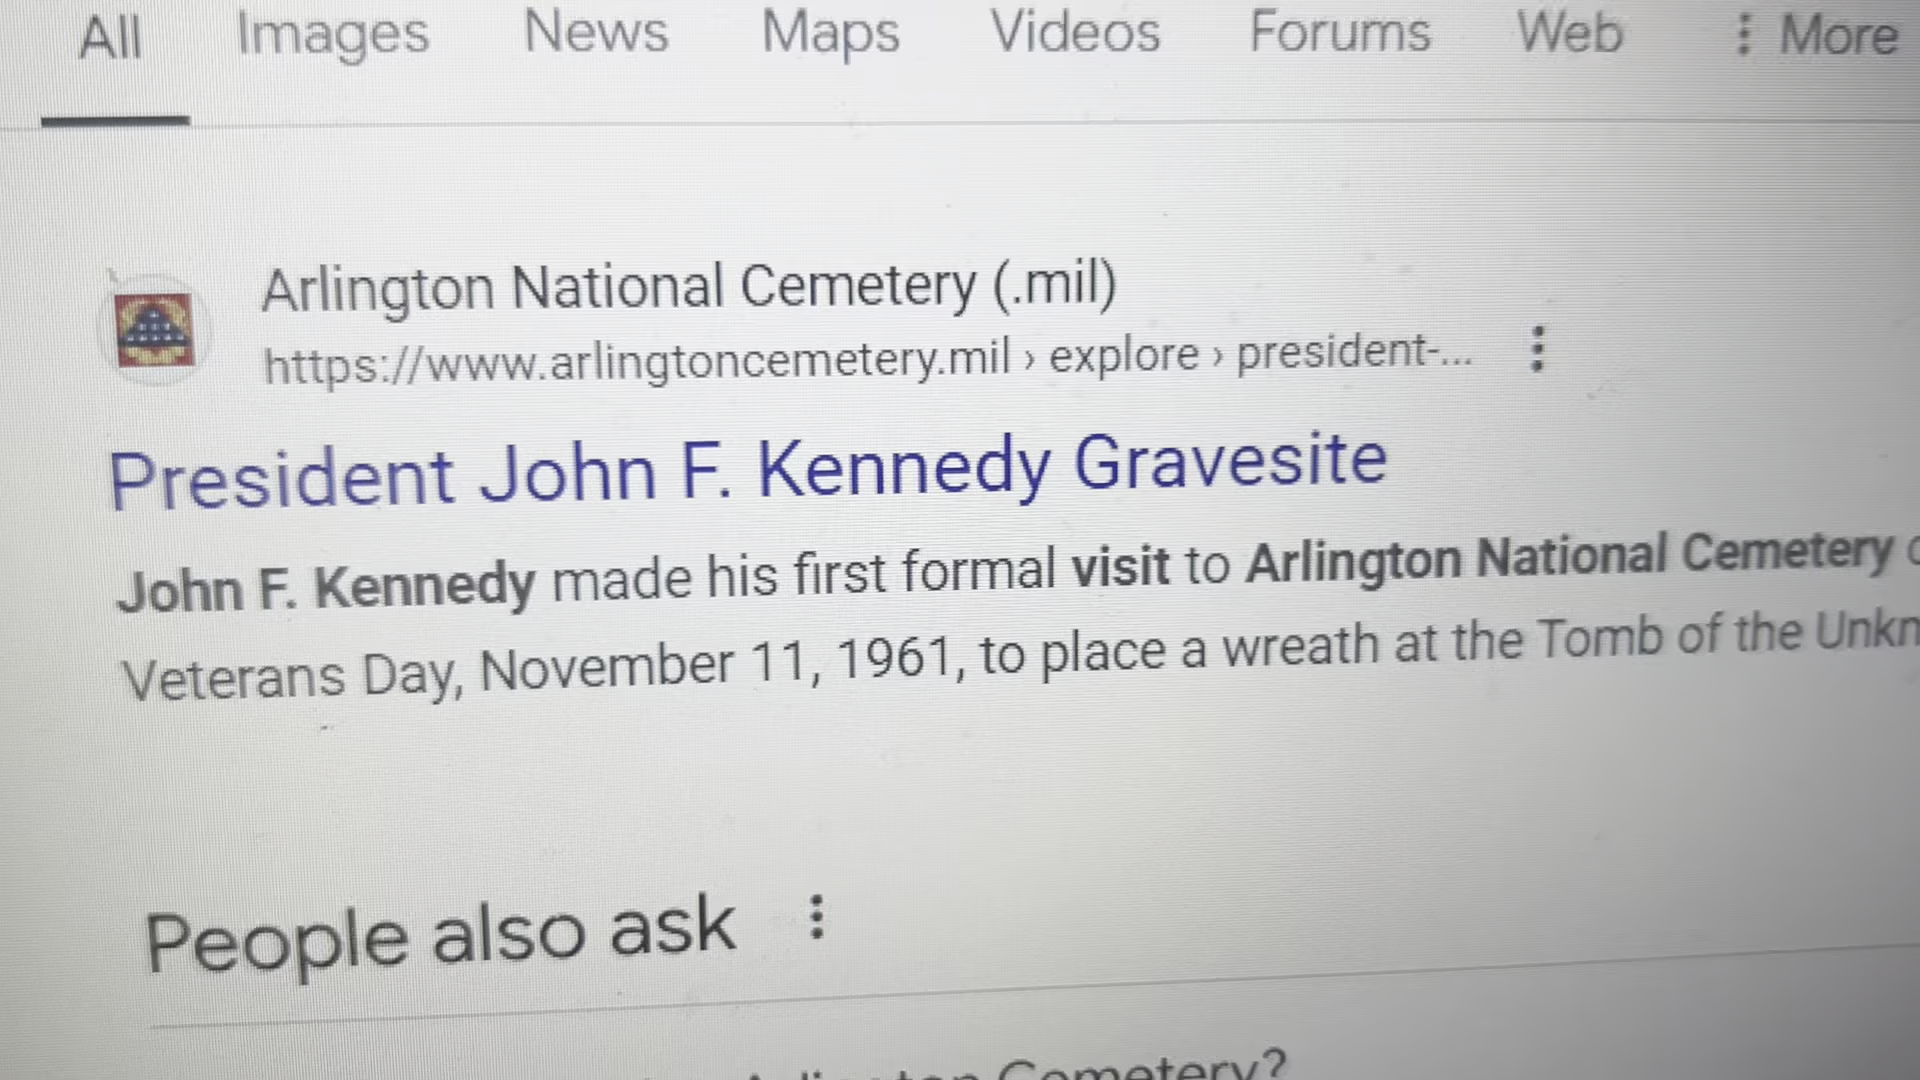 All Images News Maps Videos Forums Web More
Arlington National Cemetery (.mil)
https://www.arlingtoncemetery.mil › explore › president-...
President John F. Kennedy Gravesite
John F. Kennedy made his first formal visit to Arlington National Cemetery
Veterans Day, November 11, 1961, to place a wreath at the Tomb of the
People also ask
Cemetery?